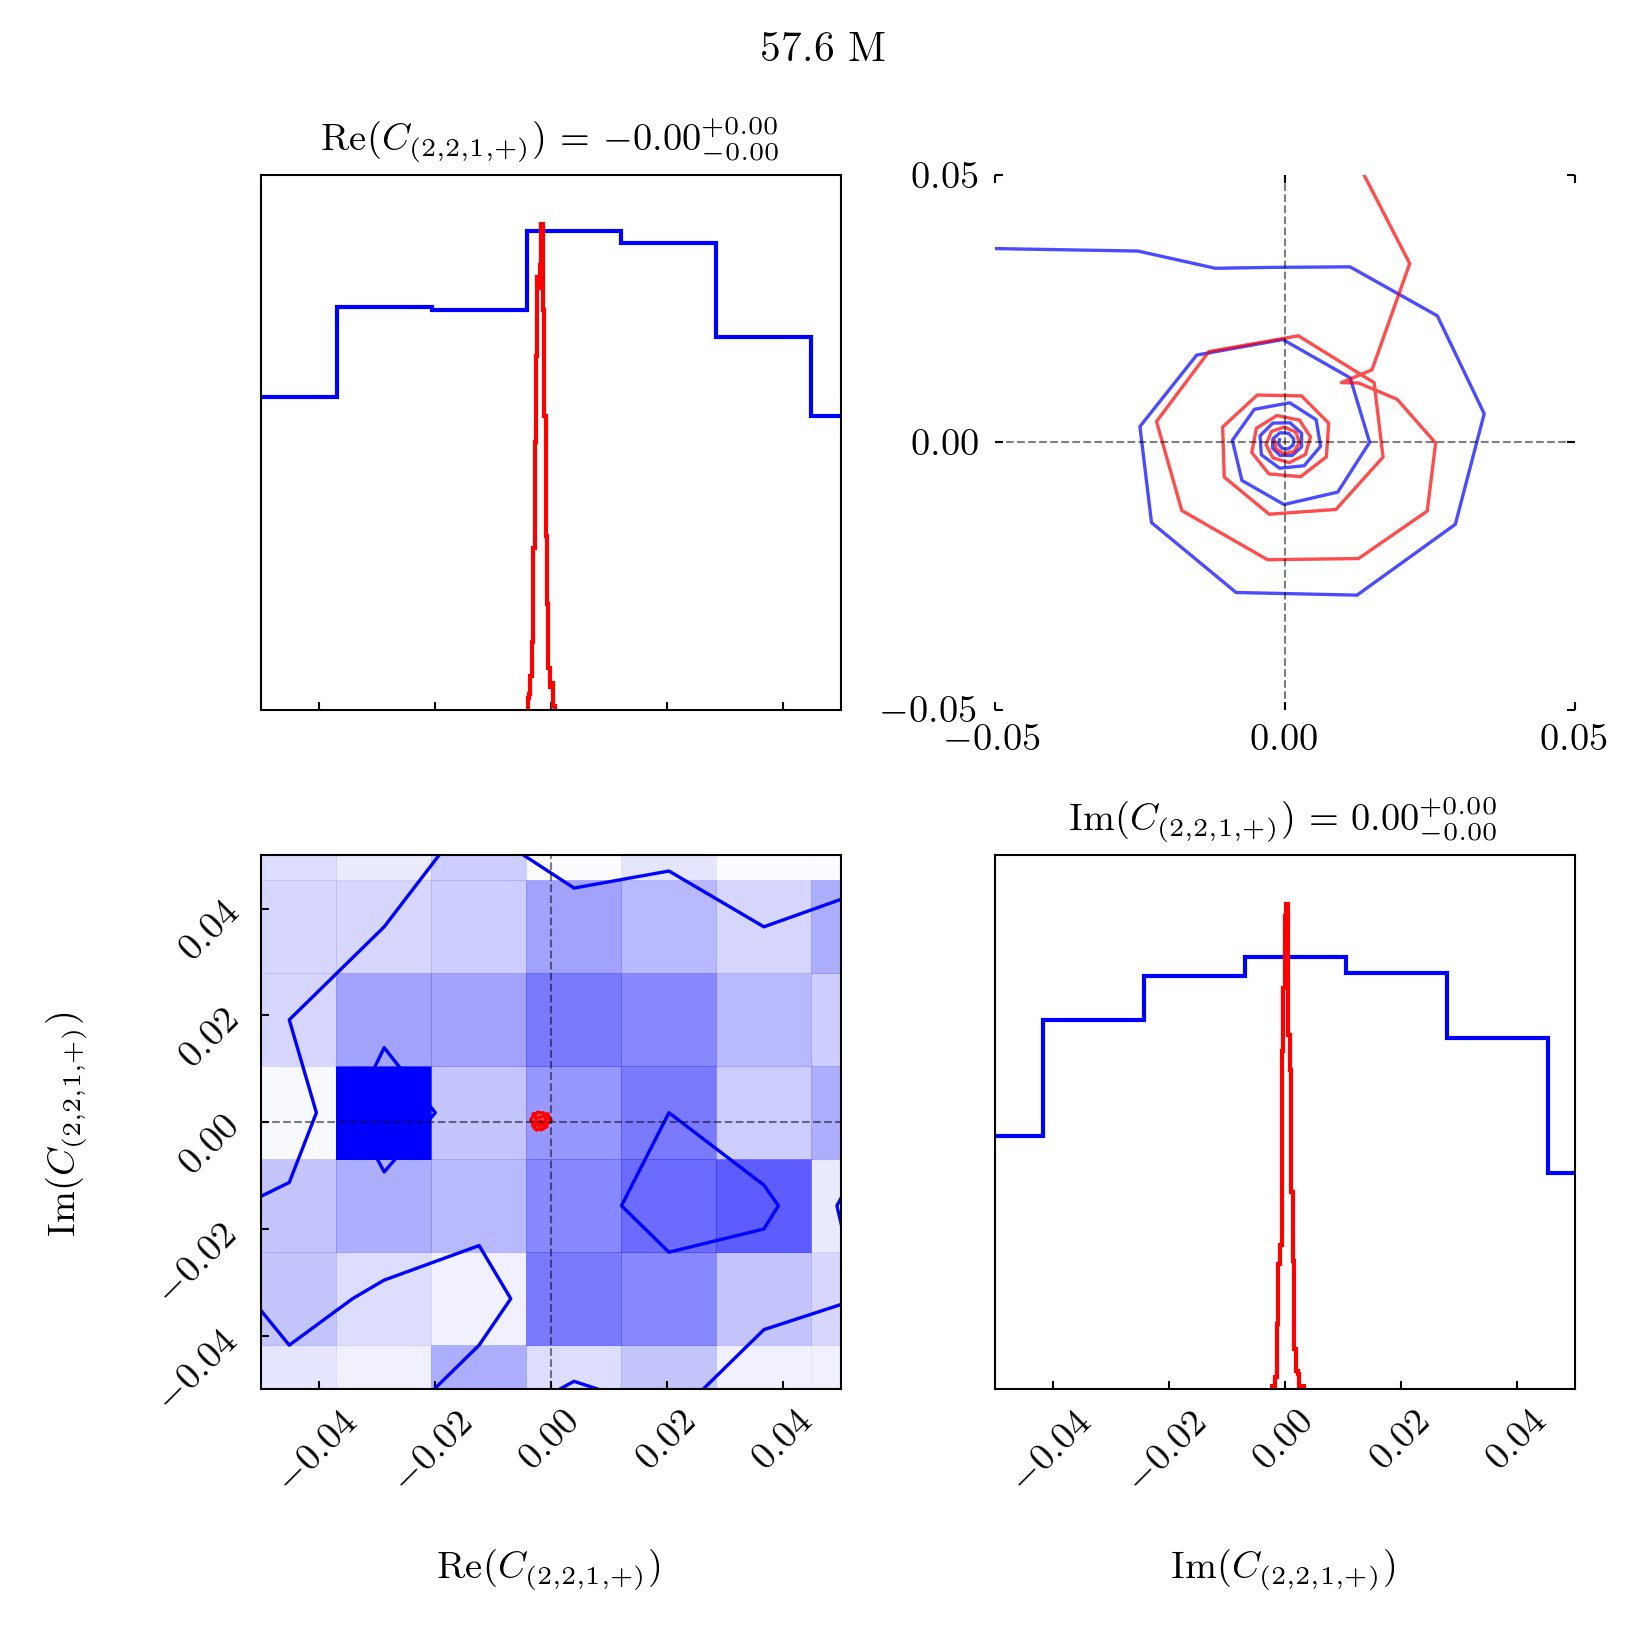 57.6 M
Re(C_{(2,2,1,+)}) = −0.00^{+0.00}_{−0.00}
0.05
0.00
−0.05
−0.05 0.00 0.05
Im(C_{(2,2,1,+)}) = 0.00^{+0.00}_{−0.00}
0.04
0.02
0.00
−0.02
−0.04
Im(C_{(2,2,1,+)})
−0.04 −0.02 0.00 0.02 0.04
−0.04 −0.02 0.00 0.02 0.04
Re(C_{(2,2,1,+)})
Im(C_{(2,2,1,+)})